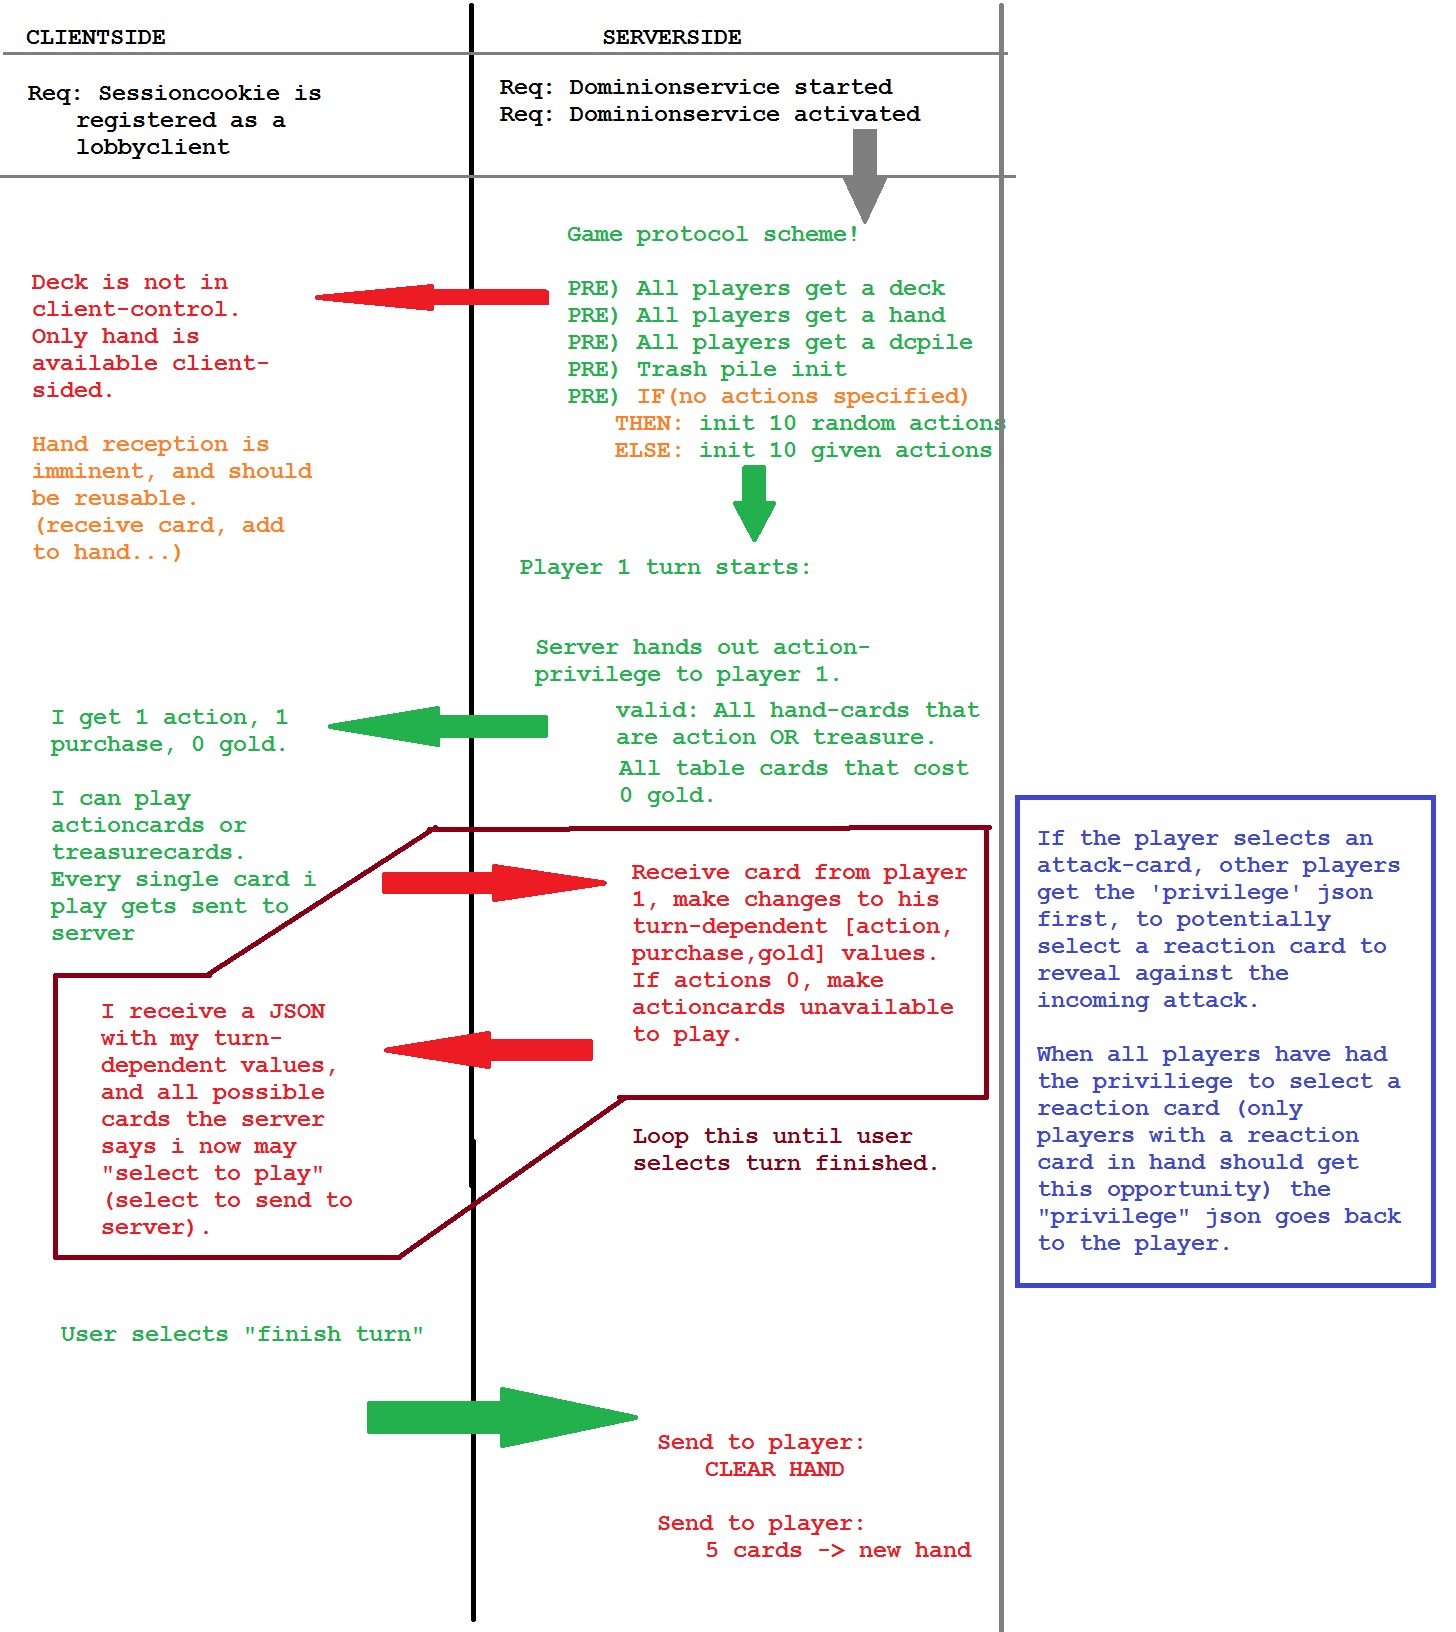 CLIENTSIDE
SERVERSIDE
Req: Sessioncookie is
registered as a
lobbyclient
Req: Dominionservice started
Req: Dominionservice activated
Game protocol scheme!
PRE) All players get a deck
PRE) All players get a hand
PRE) All players get a dcpile
PRE) Trash pile init
PRE) IF(no actions specified)
THEN: init 10 random actions
ELSE: init 10 given actions
Deck is not in
client-control.
Only hand is
available client-
sided.
Hand reception is
imminent, and should
be reusable.
(receive card, add
to hand...)
Player 1 turn starts:
Server hands out action-
privilege to player 1.
valid: All hand-cards that
are action OR treasure.
All table cards that cost
0 gold.
I get 1 action, 1
purchase, 0 gold.
I can play
actioncards or
treasurecards.
Every single card i
play gets sent to
server
Receive card from player
1, make changes to his
turn-dependent [action,
purchase,gold] values.
If actions 0, make
actioncards unavailable
to play.
I receive a JSON
with my turn-
dependent values,
and all possible
cards the server
says i now may
"select to play"
(select to send to
server).
Loop this until user
selects turn finished.
If the player selects an
attack-card, other players
get the 'privilege' json
first, to potentially
select a reaction card to
reveal against the
incoming attack.
When all players have had
the priviliege to select a
reaction card (only
players with a reaction
card in hand should get
this opportunity) the
"privilege" json goes back
to the player.
User selects "finish turn"
Send to player:
CLEAR HAND
Send to player:
5 cards -> new hand